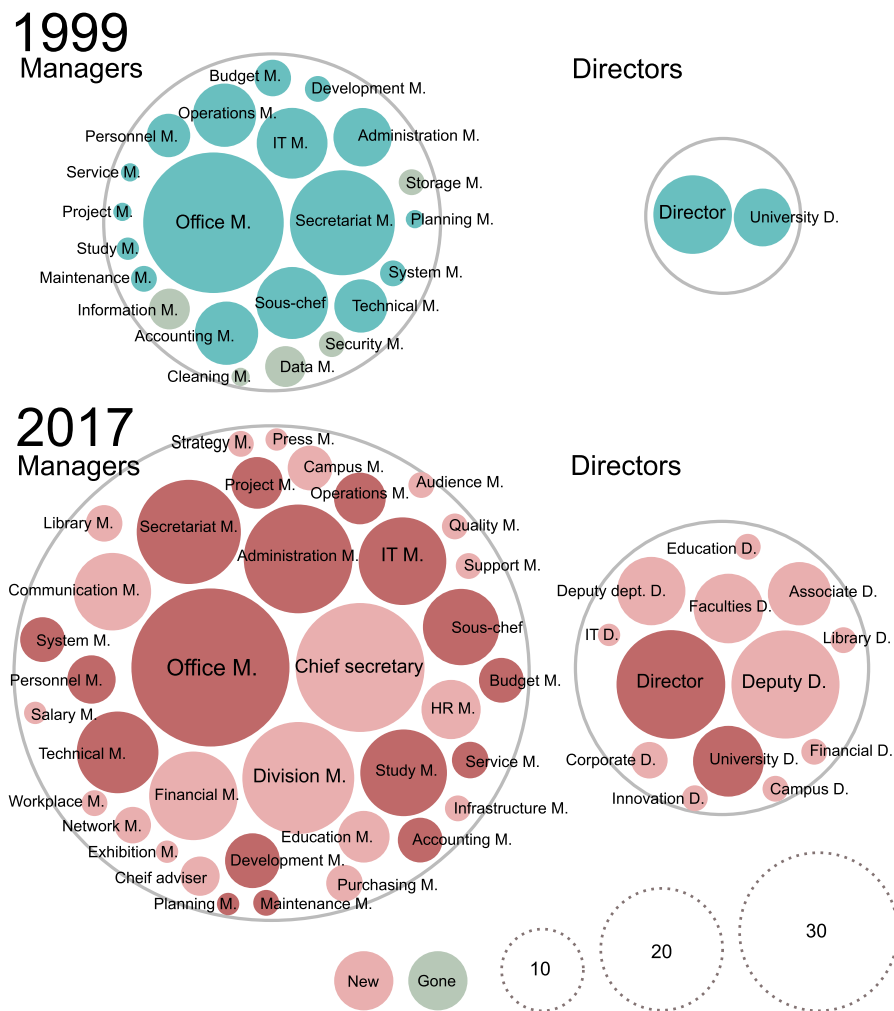 1999
Managers
Directors
Budget M.
Development M.
Operations M.
Personnel M.
IT M.
Administration M.
Service M.
Storage M.
Project M.
Office M.
Secretariat M.
Planning M.
Director
University D.
Study M.
Maintenance M.
System M.
Information M.
Sous-chef
Technical M.
Accounting M.
Security M.
Cleaning M.
Data M.
2017
Managers
Directors
Strategy M.
Press M.
Campus M.
Project M.
Operations M.
Audience M.
Library M.
Secretariat M.
Quality M.
Administration M.
IT M.
Support M.
Communication M.
System M.
Sous-chef
Office M.
Chief secretary
Personnel M.
Budget M.
Salary M.
HR M.
Technical M.
Service M.
Division M.
Study M.
Workplace M.
Financial M.
Infrastructure M.
Network M.
Education M.
Accounting M.
Exhibition M.
Development M.
Cheif adviser
Purchasing M.
Planning M.
Maintenance M.
Education D.
Deputy dept. D.
Faculties D.
Associate D.
IT D.
Library D.
Director
Deputy D.
Corporate D.
University D.
Financial D.
Innovation D.
Campus D.
New
Gone
10
20
30